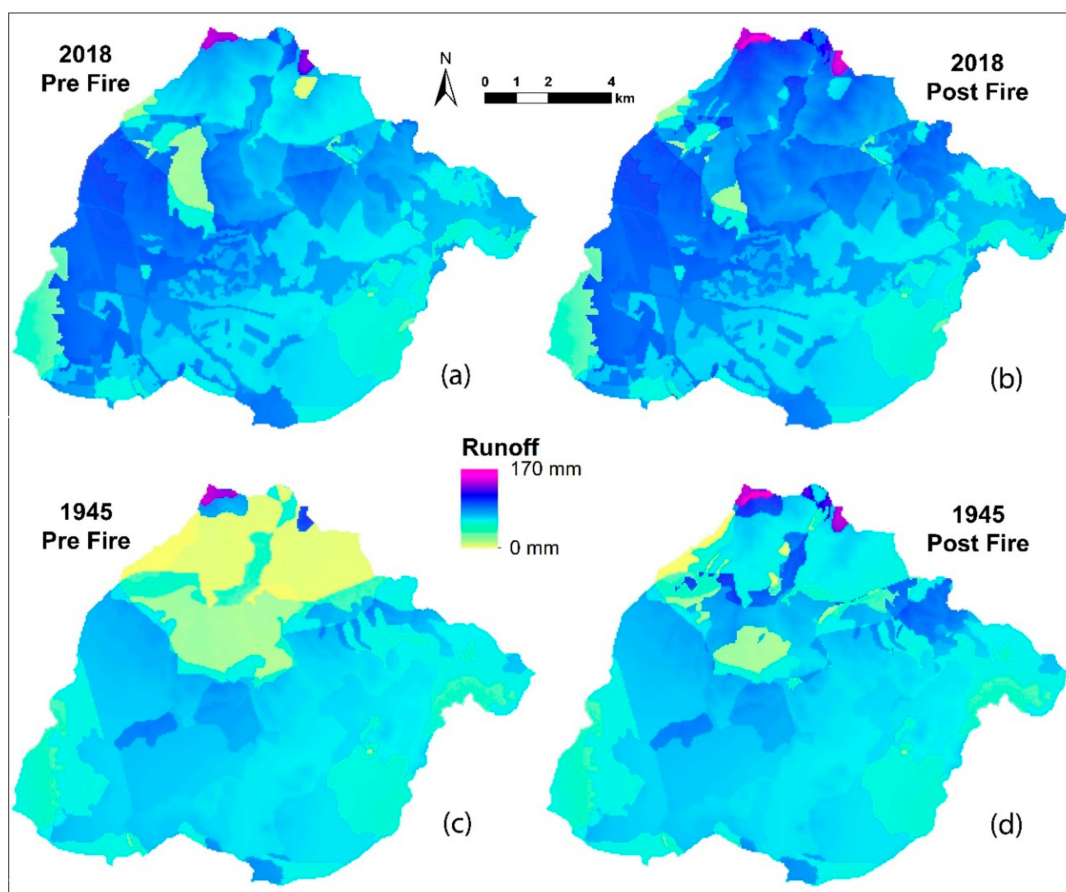 2018
Pre Fire
N
0 1 2 4
km
2018
Post Fire
(a)
(b)
Runoff
170 mm
0 mm
1945
Pre Fire
1945
Post Fire
(c)
(d)